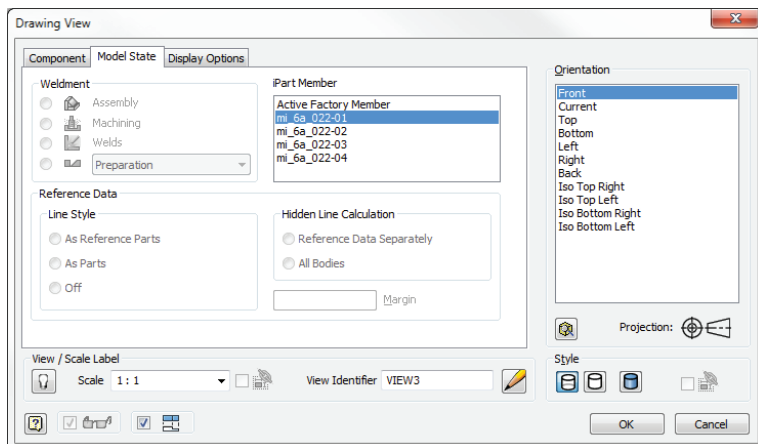 Drawing View
Component Model State Display Options
Weldment
Assembly
Machining
Welds
Preparation
iPart Member
Active Factory Member
mi_6a_022-01
mi_6a_022-02
mi_6a_022-03
mi_6a_022-04
Reference Data
Line Style
As Reference Parts
As Parts
Off
Hidden Line Calculation
Reference Data Separately
All Bodies
Margin
Orientation
Front
Current
Top
Bottom
Left
Right
Back
Iso Top Right
Iso Top Left
Iso Bottom Right
Iso Bottom Left
Projection:
View / Scale Label
Scale 1 : 1 View Identifier VIEW3
Style
OK Cancel